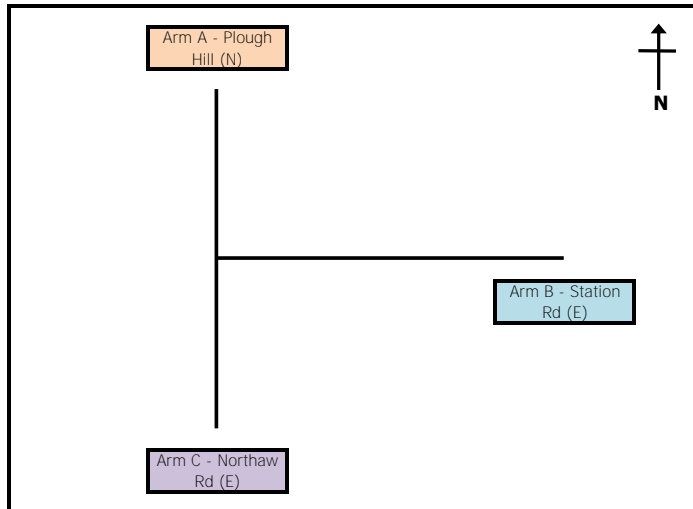 Arm A - Plough
Hill (N)
N
Arm B - Station
Rd (E)
Arm C - Northaw
Rd (E)